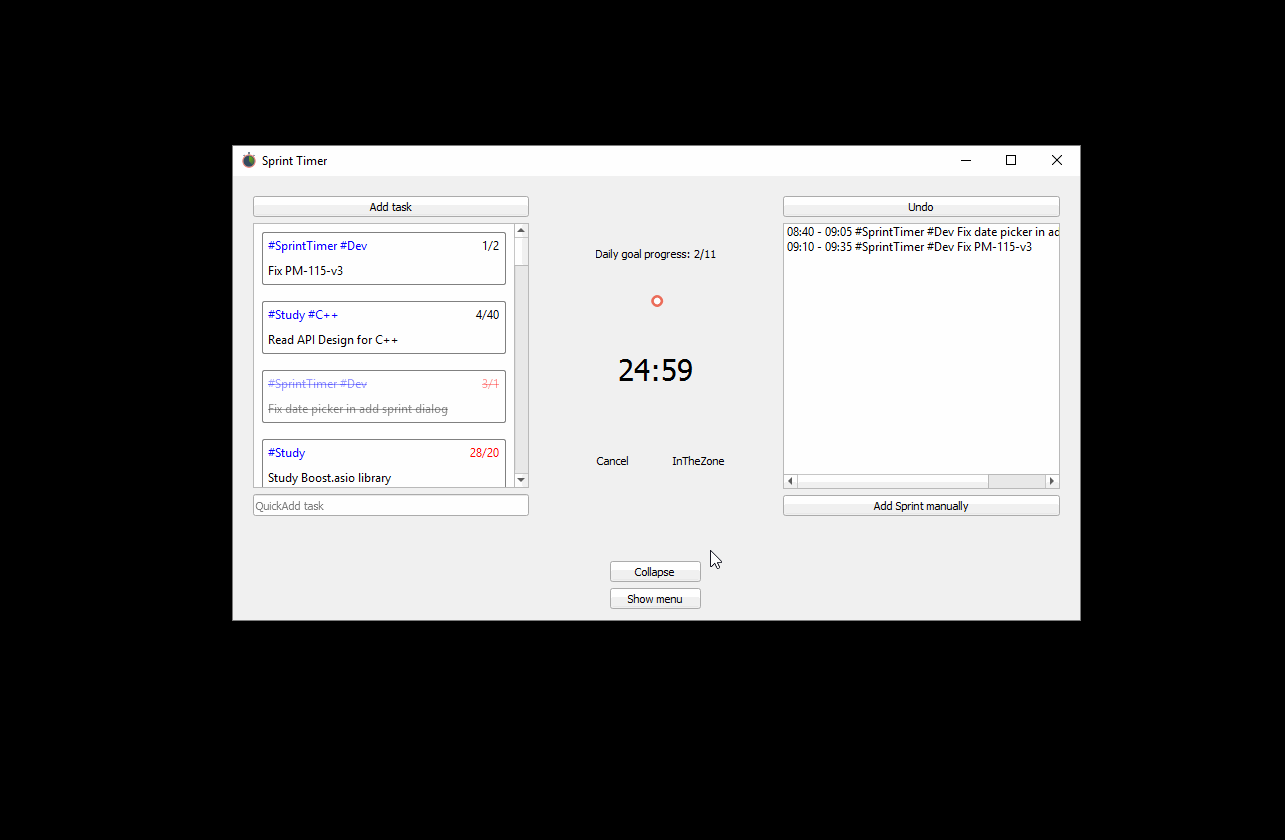 Sprint Timer
Add task
#SprintTimer #Dev 1/2
Fix PM-115-v3
#Study #C++ 4/40
Read API Design for C++
#SprintTimer #Dev 3/1
Fix date picker in add sprint dialog
#Study 28/20
Study Boost.asio library
QuickAdd task
Daily goal progress: 2/11
24:59
Cancel InTheZone
Collapse
Show menu
Undo
08:40 - 09:05 #SprintTimer #Dev Fix date picker in ad
09:10 - 09:35 #SprintTimer #Dev Fix PM-115-v3
Add Sprint manually